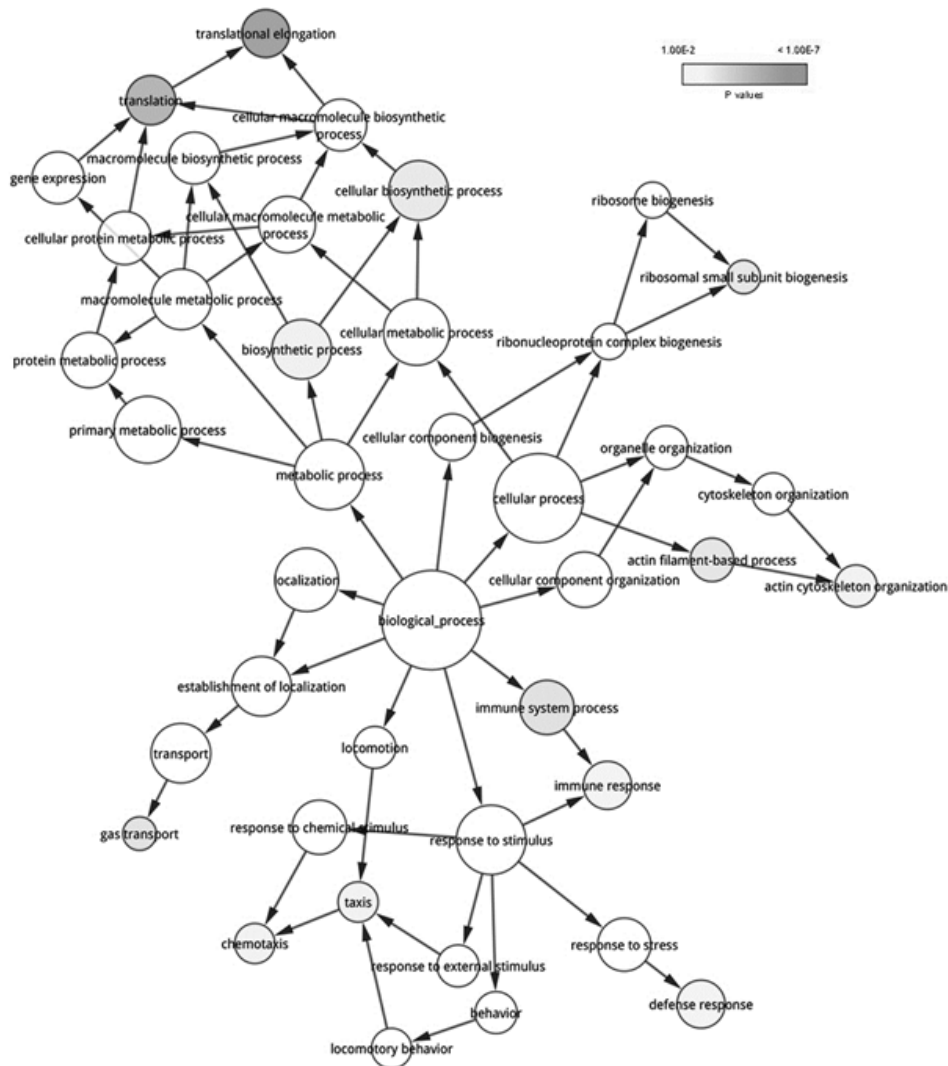 translational elongation
1.00E-2
< 1.00E-7
P values
translation
cellular macromolecule biosynthetic
process
macromolecule biosynthetic process
gene expression
cellular biosynthetic process
ribosome biogenesis
cellular macromolecule metabolic
process
cellular protein metabolic process
ribosomal small subunit biogenesis
macromolecule metabolic process
cellular metabolic process
ribonucleoprotein complex biogenesis
biosynthetic process
protein metabolic process
primary metabolic process
cellular component biogenesis
organelle organization
metabolic process
cellular process
cytoskeleton organization
actin filament-based process
ocalization
cellular component organization
actin cytoskeleton organization
biological_process
establishment of localization
immune system process
locomotion
transport
immune response
gas transport
response to chemical stimulus
response to stimulus
taxis
chemotaxis
response to stress
response to external stimulus
defense response
behavior
locomotory behavior